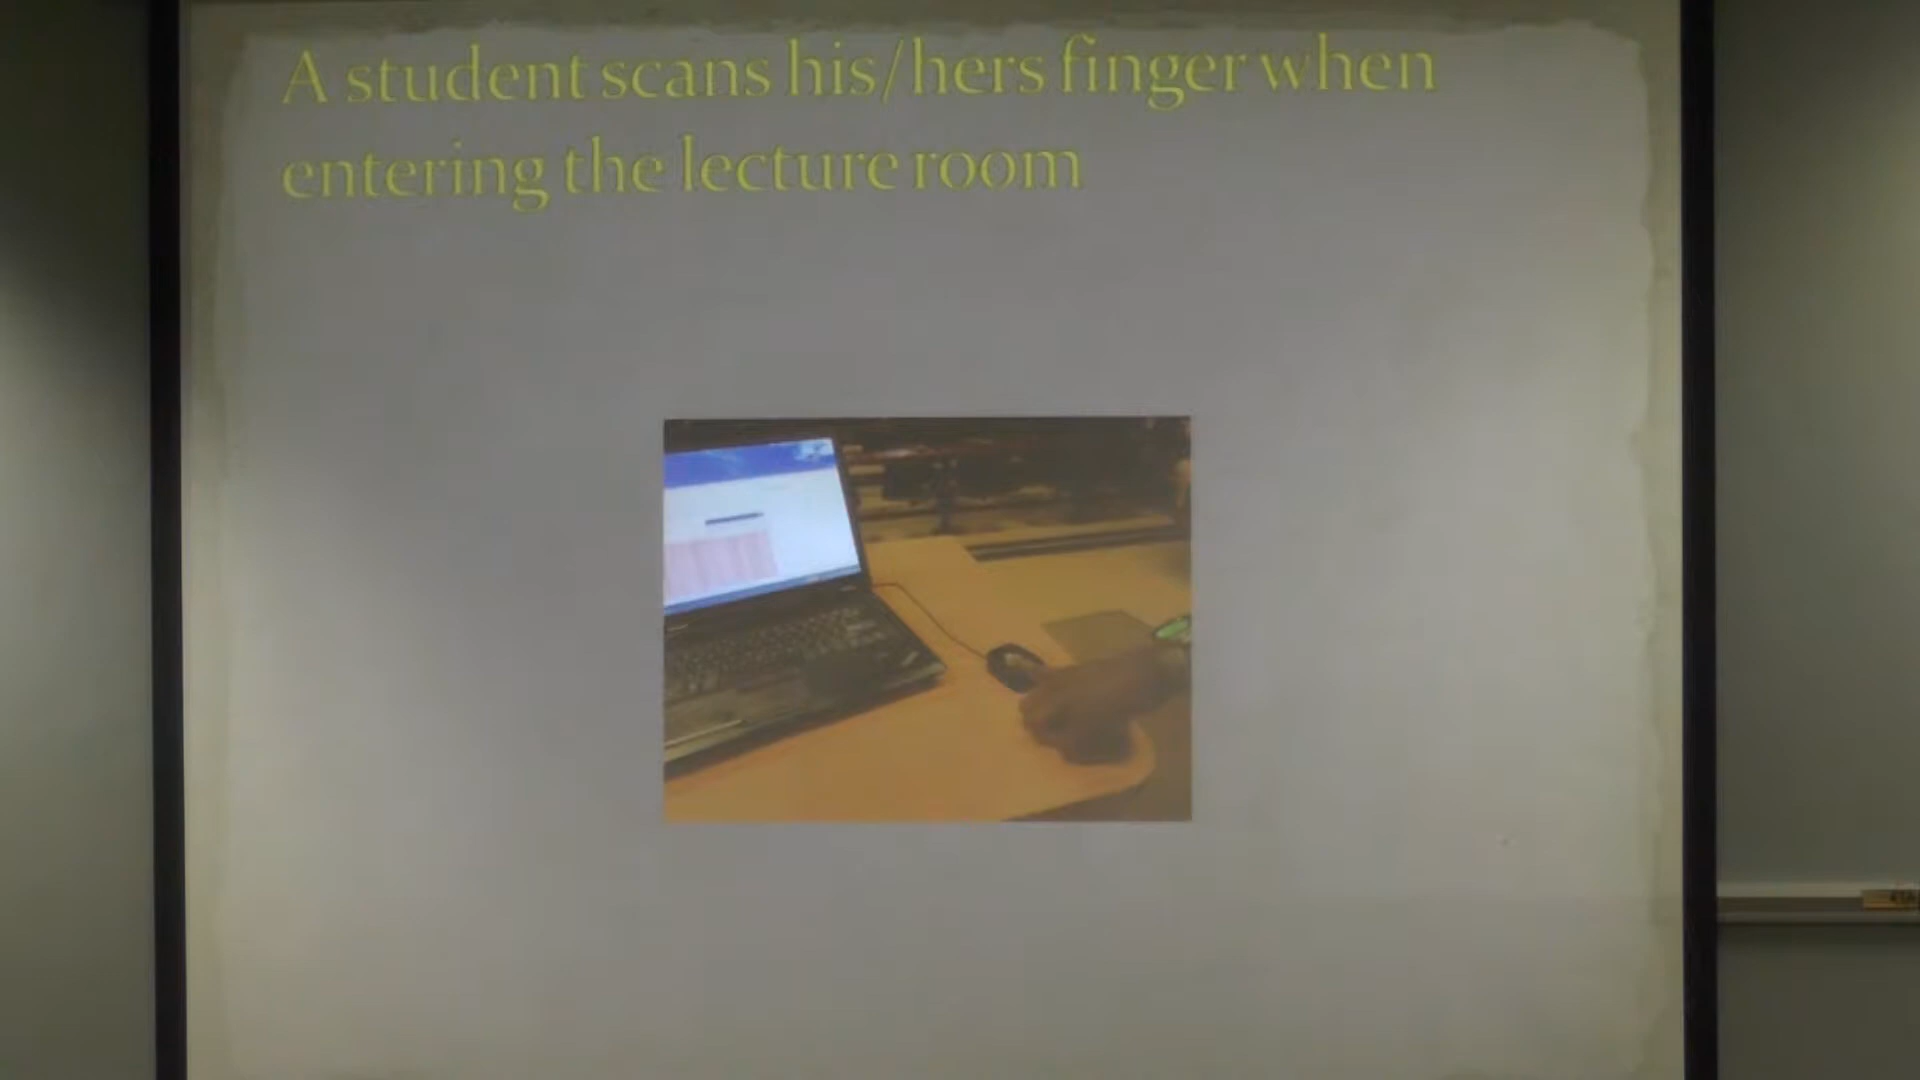 A student scans his/hers finger when
entering the lecture room